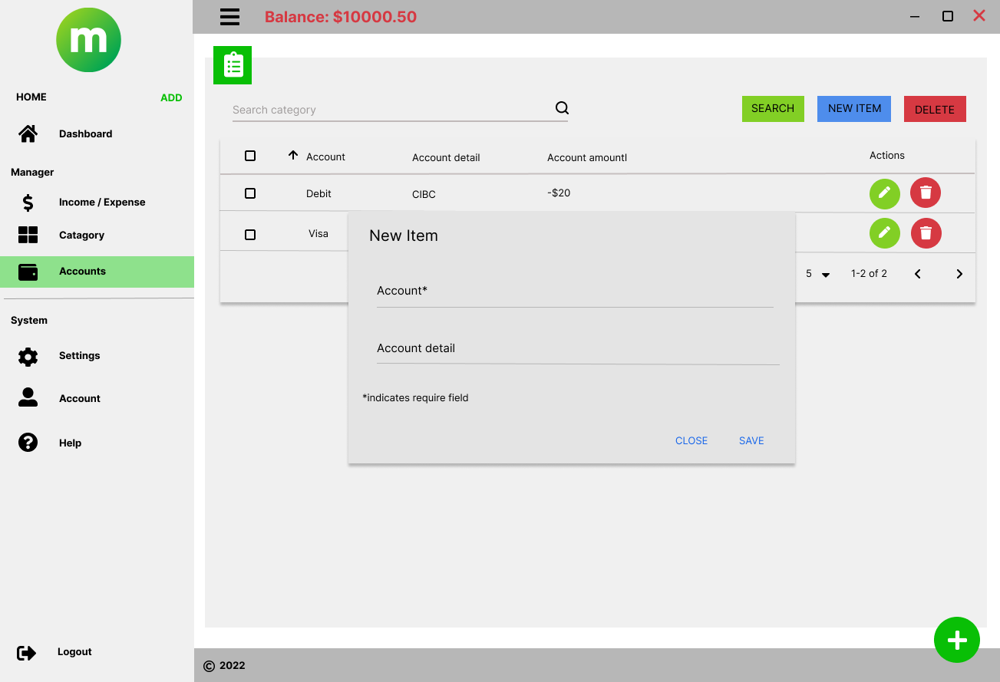 m
Balance: $10000.50
HOME
ADD
Dashboard
Manager
Income / Expense
Catagory
Accounts
System
Settings
Account
Help
Logout
Search category
SEARCH
NEW ITEM
DELETE
Account Account detail Account amountl Actions
Debit CIBC -$20
Visa
5 1-2 of 2
New Item
Account*
Account detail
*indicates require field
CLOSE SAVE
© 2022